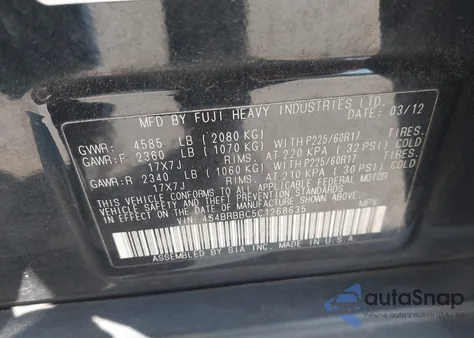 MFD BY FUJI HEAVY INDUSTRIES LTD.
DATE: 03/12
GVWR: 4585 LB (2080 KG)
GAWR:F 2360 LB (1070 KG) WITH P225/60R17 TIRES.
17X7J RIMS. AT 220 KPA ( 32 PSI) COLD
GAWR:R 2340 LB (1060 KG) WITH P225/60R17 TIRES.
17X7J RIMS. AT 210 KPA ( 30 PSI) COLD
THIS VEHICLE CONFORMS TO ALL APPLICABLE FEDERAL MOTOR
VEHICLE SAFETY, BUMPER AND THEFT PREVENTION STANDARDS
IN EFFECT ON THE DATE OF MANUFACTURE SHOWN ABOVE.
VIN: 4S4BRBBC5C1268635 MPV
ASSEMBLED BY SIA INC. MADE IN U.S.A.
autoSnap
Pewne auto z USA